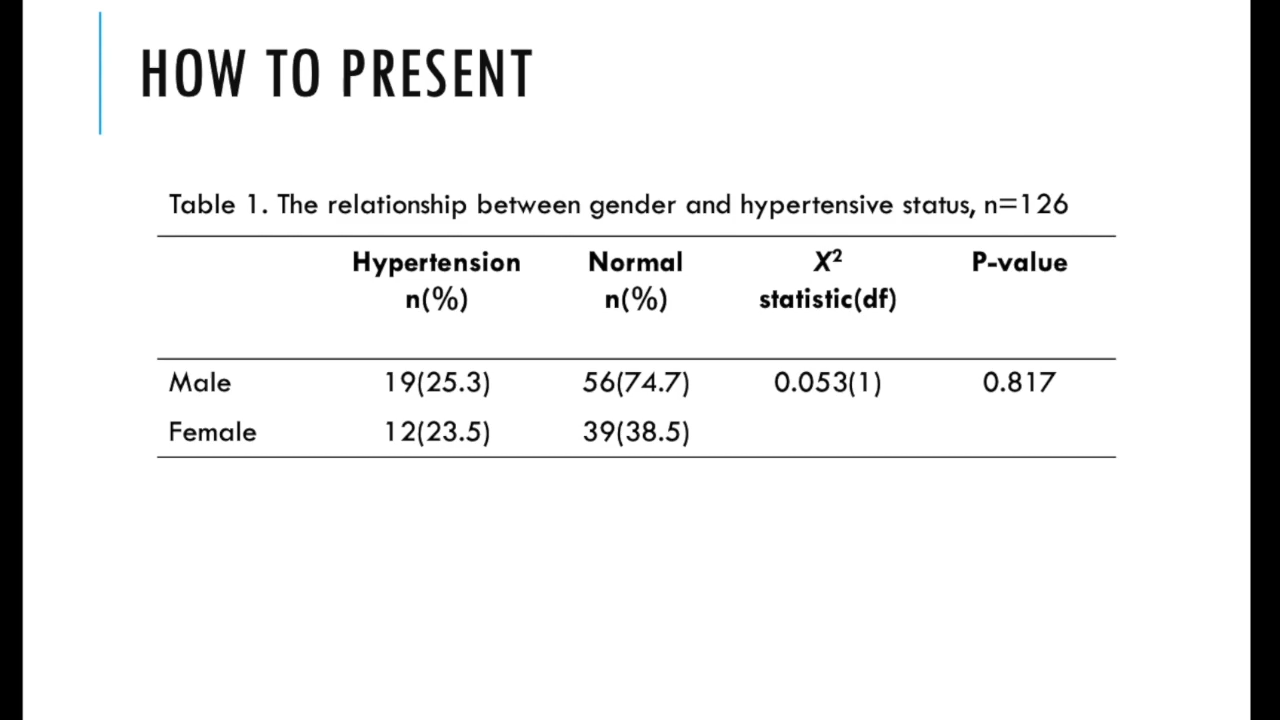 HOW TO PRESENT
Table 1. The relationship between gender and hypertensive status, n=126
Hypertension Normal X² P-value
n(%) n(%) statistic(df)
Male 19(25.3) 56(74.7) 0.053(1) 0.817
Female 12(23.5) 39(38.5)